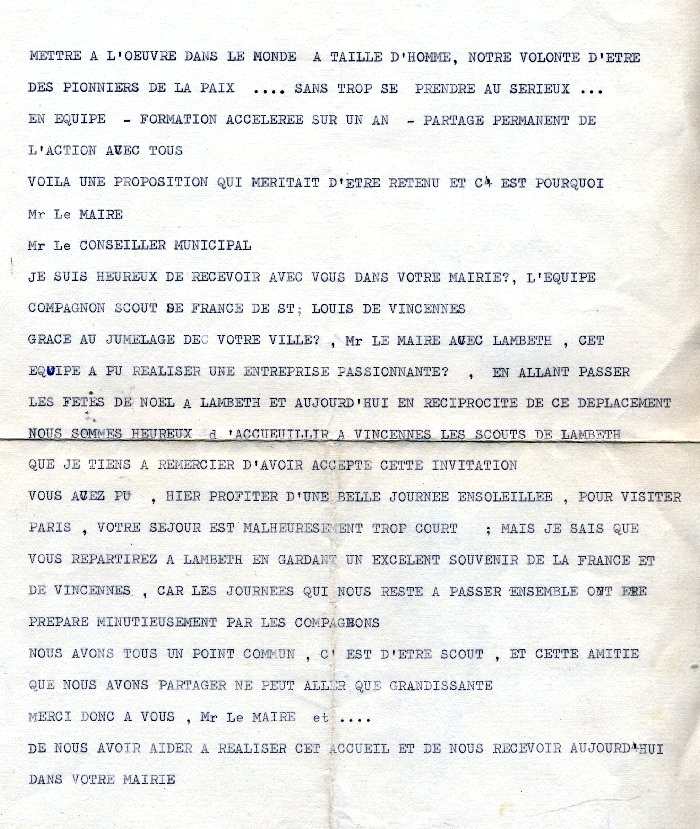 METTRE A L'OEUVRE DANS LE MONDE A TAILLE D'HOMME, NOTRE VOLONTE D'ETRE
DES PIONNIERS DE LA PAIX .... SANS TROP SE PRENDRE AU SERIEUX ...
EN EQUIPE - FORMATION ACCELEREE SUR UN AN - PARTAGE PERMANENT DE
L'ACTION AVEC TOUS
VOILA UNE PROPOSITION QUI MERITAIT D'ETRE RETENU ET C' EST POURQUOI
Mr Le MAIRE
Mr Le CONSEILLER MUNICIPAL
JE SUIS HEUREUX DE RECEVOIR AVEC VOUS DANS VOTRE MAIRIE?, L'EQUIPE
COMPAGNON SCOUT DE FRANCE DE ST; LOUIS DE VINCENNES
GRACE AU JUMELAGE DEC VOTRE VILLE? , Mr LE MAIRE AVEC LAMBETH , CET
EQUIPE A PU REALISER UNE ENTREPRISE PASSIONNANTE? , EN ALLANT PASSER
LES FETES DE NOEL A LAMBETH ET AUJOURD'HUI EN RECIPROCITE DE CE DEPLACEMENT
NOUS SOMMES HEUREUX d 'ACCUEUILLIR A VINCENNES LES SCOUTS DE LAMBETH
QUE JE TIENS A REMERCIER D'AVOIR ACCEPTE CETTE INVITATION
VOUS AVEZ PU , HIER PROFITER D'UNE BELLE JOURNEE ENSOLEILLEE , POUR VISITER
PARIS , VOTRE SEJOUR EST MALHEURESEMENT TROP COURT ; MAIS JE SAIS QUE
VOUS REPARTIREZ A LAMBETH EN GARDANT UN EXCELENT SOUVENIR DE LA FRANCE ET
DE VINCENNES , CAR LES JOURNEES QUI NOUS RESTE A PASSER ENSEMBLE ONT ETE
PREPARE MINUTIEUSEMENT PAR LES COMPAGNONS
NOUS AVONS TOUS UN POINT COMMUN , C' EST D'ETRE SCOUT , ET CETTE AMITIE
QUE NOUS AVONS PARTAGER NE PEUT ALLER QUE GRANDISSANTE
MERCI DONC A VOUS , Mr Le MAIRE et ....
DE NOUS AVOIR AIDER A REALISER CET ACCUEIL ET DE NOUS RECEVOIR AUJOURD'HUI
DANS VOTRE MAIRIE